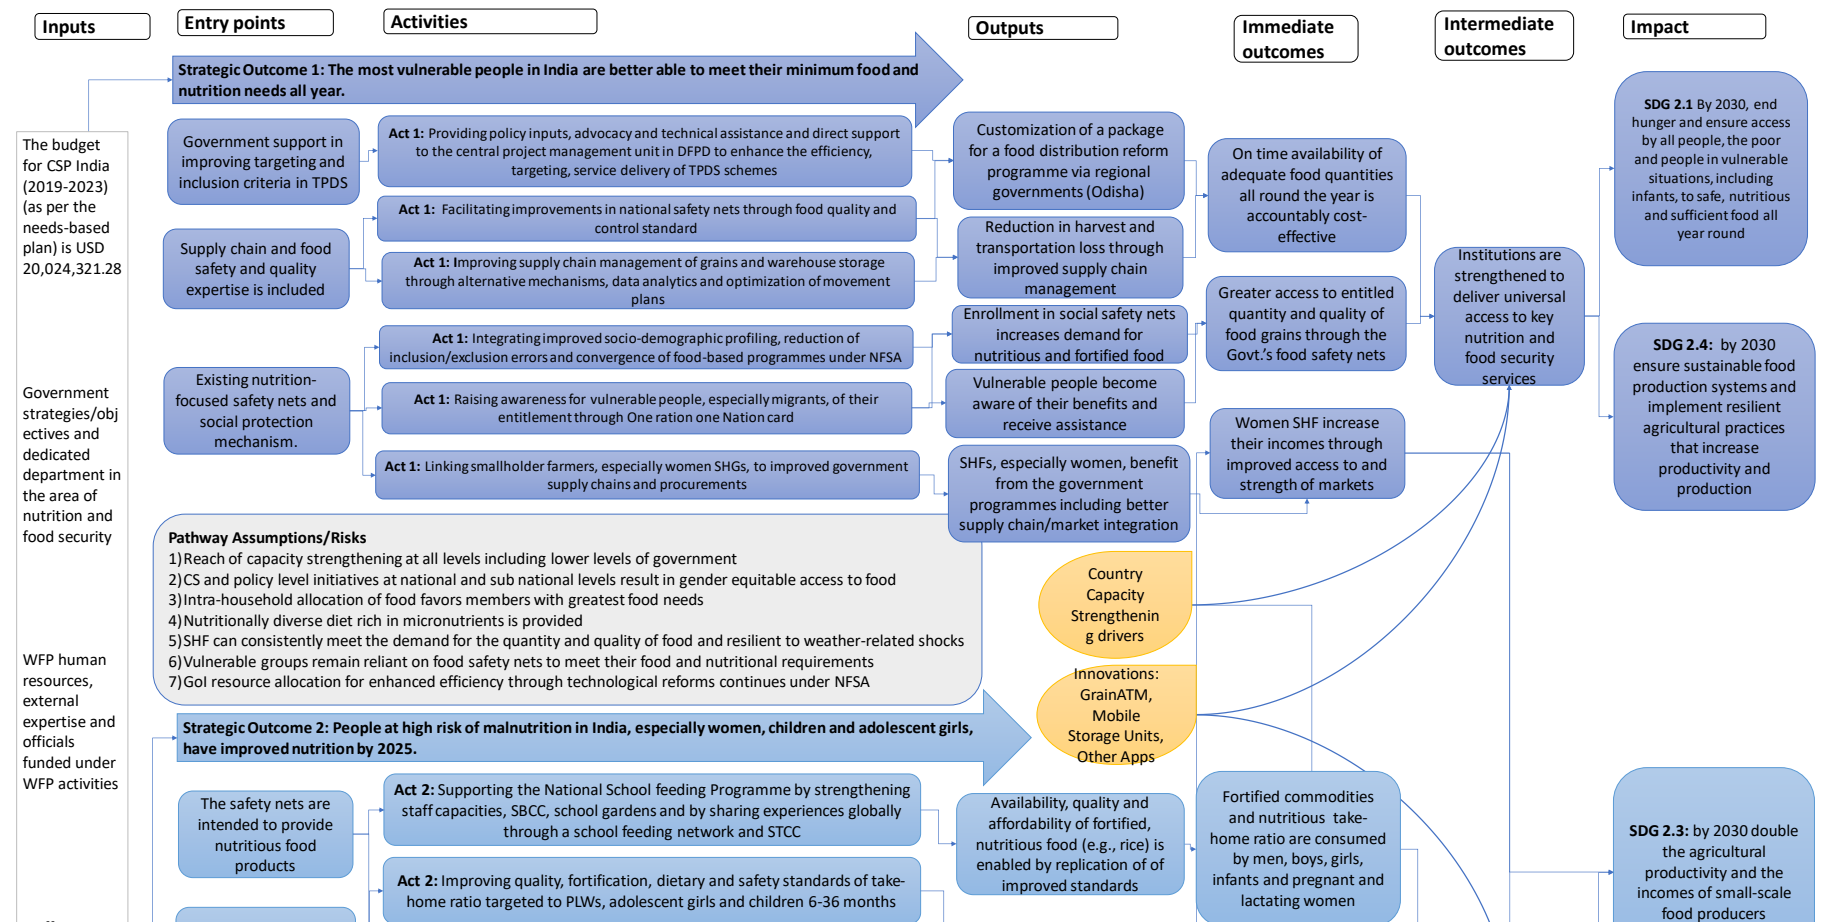 Inputs
Entry points
Activities
Outputs
Immediate
outcomes
Intermediate
outcomes
Impact
Strategic Outcome 1: The most vulnerable people in India are better able to meet their minimum food and
nutrition needs all year.
The budget
for CSP India
(2019-2023)
(as per the
needs-based
plan) is USD
20,024,321.28
Government
strategies/obj
ectives and
dedicated
department in
the area of
nutrition and
food security
WFP human
resources,
external
expertise and
officials
funded under
WFP activities
Government support in
improving targeting and
inclusion criteria in TPDS
Supply chain and food
safety and quality
expertise is included
Existing nutrition-
focused safety nets and
social protection
mechanism.
Act 1: Providing policy inputs, advocacy and technical assistance and direct support
to the central project management unit in DFPD to enhance the efficiency,
targeting, service delivery of TPDS schemes
Act 1: Facilitating improvements in national safety nets through food quality and
control standard
Act 1: Improving supply chain management of grains and warehouse storage
through alternative mechanisms, data analytics and optimization of movement
plans
Act 1: Integrating improved socio-demographic profiling, reduction of
inclusion/exclusion errors and convergence of food-based programmes under NFSA
Act 1: Raising awareness for vulnerable people, especially migrants, of their
entitlement through One ration one Nation card
Act 1: Linking smallholder farmers, especially women SHGs, to improved government
supply chains and procurements
Customization of a package
for a food distribution reform
programme via regional
governments (Odisha)
Reduction in harvest and
transportation loss through
improved supply chain
management
Enrollment in social safety nets
increases demand for
nutritious and fortified food
Vulnerable people become
aware of their benefits and
receive assistance
SHFs, especially women, benefit
from the government
programmes including better
supply chain/market integration
On time availability of
adequate food quantities
all round the year is
accountably cost-
effective
Greater access to entitled
quantity and quality of
food grains through the
Govt.'s food safety nets
Women SHF increase
their incomes through
improved access to and
strength of markets
Institutions are
strengthened to
deliver universal
access to key
nutrition and
food security
services
SDG 2.1 By 2030, end
hunger and ensure access
by all people, the poor
and people in vulnerable
situations, including
infants, to safe, nutritious
and sufficient food all
year round
SDG 2.4: by 2030
ensure sustainable food
production systems and
implement resilient
agricultural practices
that increase
productivity and
production
Pathway Assumptions/Risks
1)Reach of capacity strengthening at all levels including lower levels of government
2)CS and policy level initiatives at national and sub national levels result in gender equitable access to food
3)Intra-household allocation of food favors members with greatest food needs
4)Nutritionally diverse diet rich in micronutrients is provided
5)SHF can consistently meet the demand for the quantity and quality of food and resilient to weather-related shocks
6)Vulnerable groups remain reliant on food safety nets to meet their food and nutritional requirements
7)GoI resource allocation for enhanced efficiency through technological reforms continues under NFSA
Country
Capacity
Strengthenin
g drivers
Innovations:
GrainATM,
Mobile
Storage Units,
Other Apps
Strategic Outcome 2: People at high risk of malnutrition in India, especially women, children and adolescent girls,
have improved nutrition by 2025.
The safety nets are
intended to provide
nutritious food
products
Act 2: Supporting the National School feeding Programme by strengthening
staff capacities, SBCC, school gardens and by sharing experiences globally
through a school feeding network and STCC
Act 2: Improving quality, fortification, dietary and safety standards of take-
home ratio targeted to PLWs, adolescent girls and children 6-36 months
Availability, quality and
affordability of fortified,
nutritious food (e.g., rice) is
enabled by replication of of
improved standards
Fortified commodities
and nutritious take-
home ratio are consumed
by men, boys, girls,
infants and pregnant and
lactating women
SDG 2.3: by 2030 double
the agricultural
productivity and the
incomes of small-scale
food producers